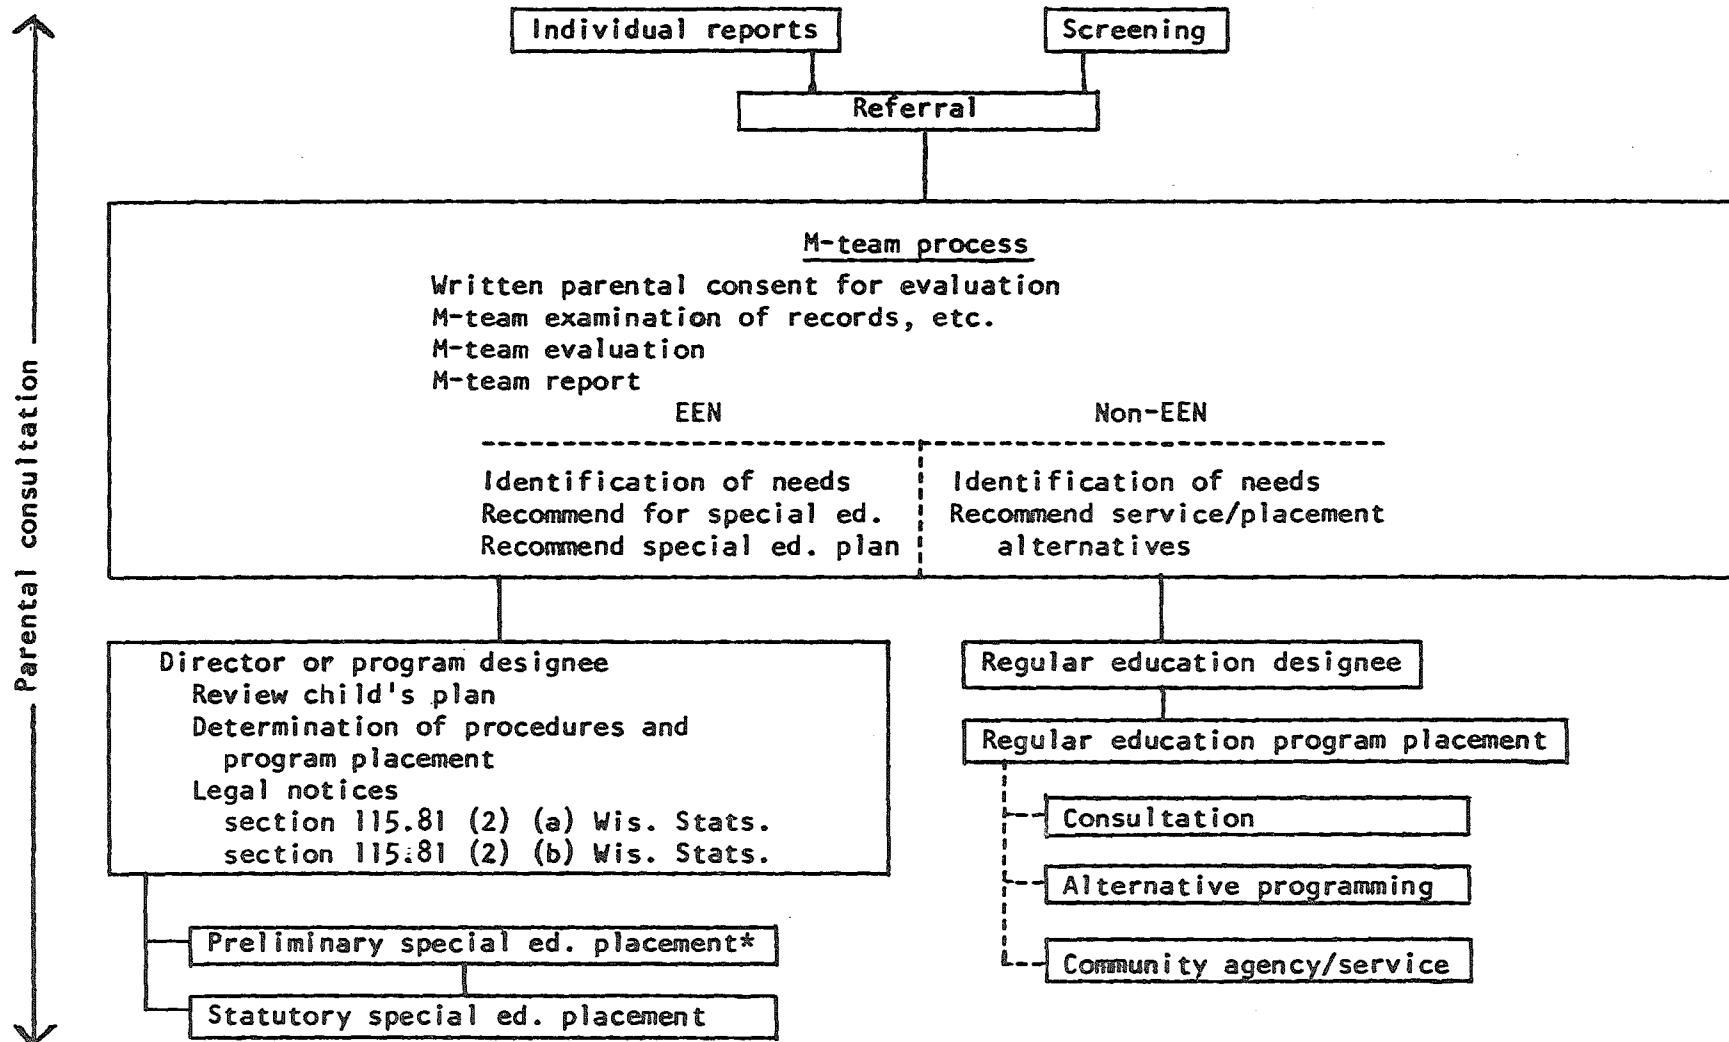 Individual reports
Screening
Referral
Parental consultation
M-team process
Written parental consent for evaluation
M-team examination of records, etc.
M-team evaluation
M-team report
EEN
Non-EEN
Identification of needs
Recommend for special ed.
Recommend special ed. plan
Identification of needs
Recommend service/placement
alternatives
Director or program designee
Review child's plan
Determination of procedures and
program placement
Legal notices
section 115.81 (2) (a) Wis. Stats.
section 115.81 (2) (b) Wis. Stats.
Preliminary special ed. placement*
Statutory special ed. placement
Regular education designee
Regular education program placement
Consultation
Alternative programming
Community agency/service